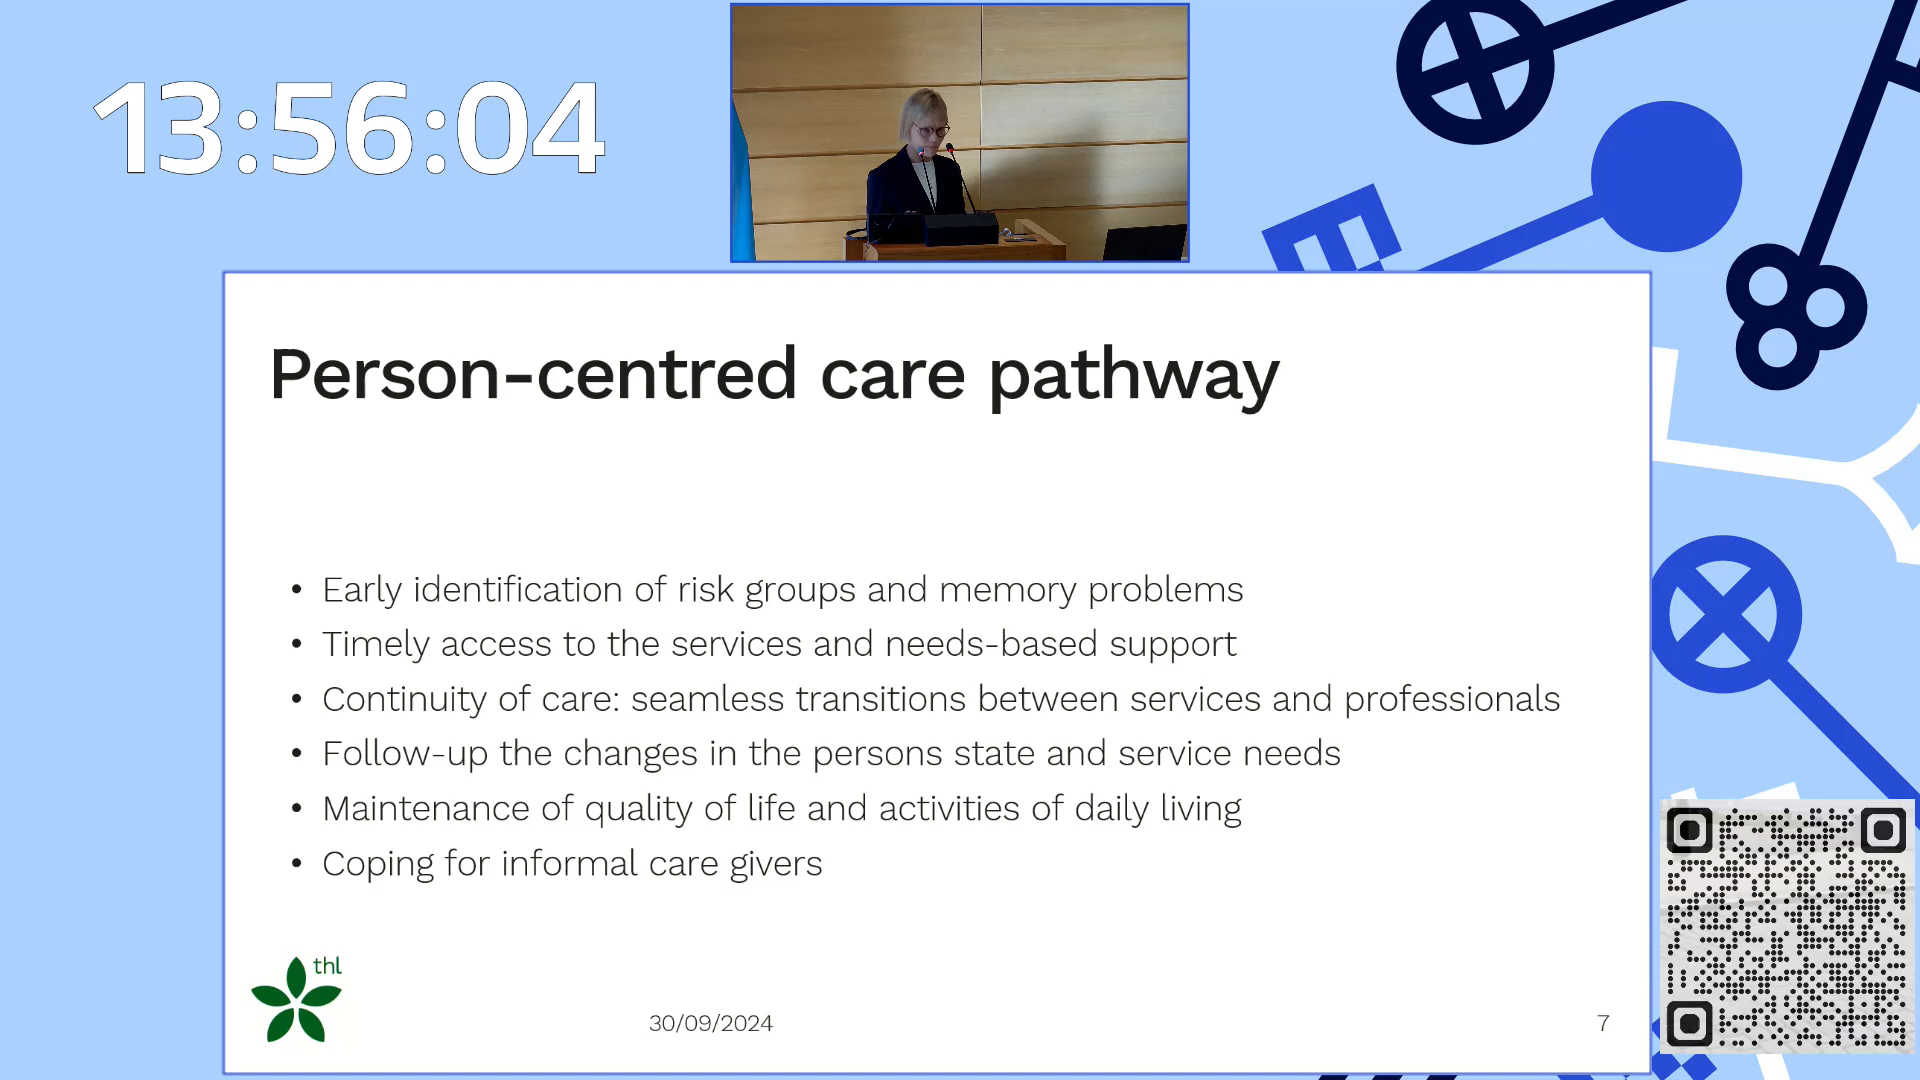 13:56:04
Person-centred care pathway
• Early identification of risk groups and memory problems
• Timely access to the services and needs-based support
• Continuity of care: seamless transitions between services and professionals
• Follow-up the changes in the persons state and service needs
• Maintenance of quality of life and activities of daily living
• Coping for informal care givers
thl
30/09/2024
7